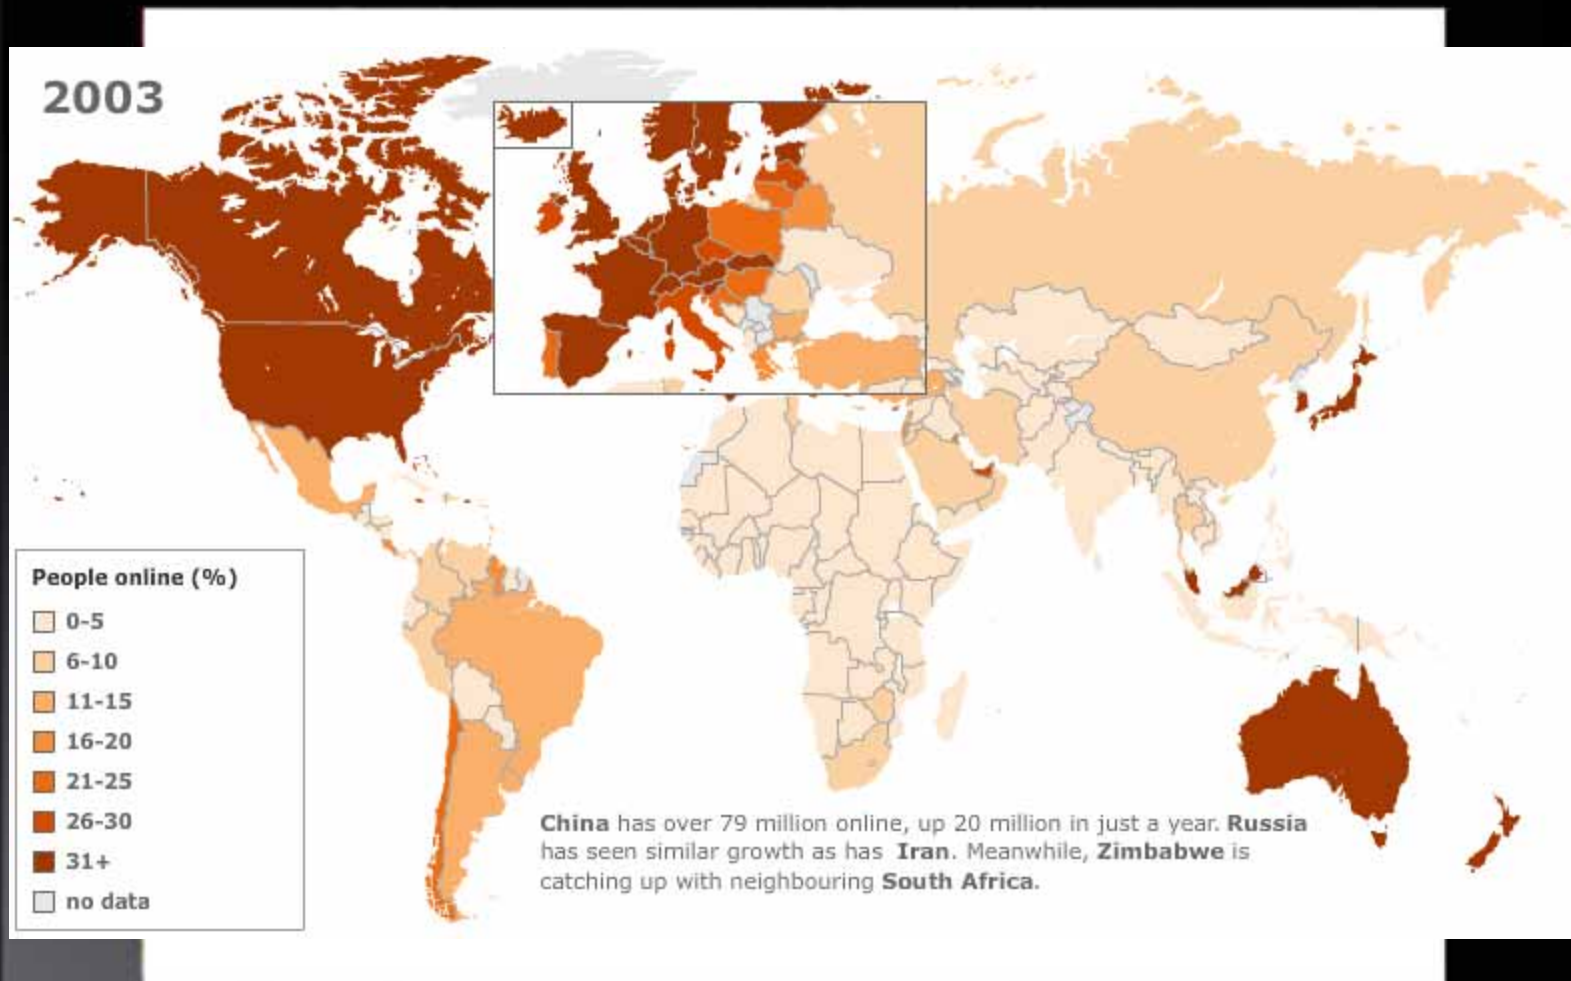 2003
People online (%)
0-5
6-10
11-15
16-20
21-25
26-30
31+
no data
China has over 79 million online, up 20 million in just a year. Russia
has seen similar growth as has Iran. Meanwhile, Zimbabwe is
catching up with neighbouring South Africa.